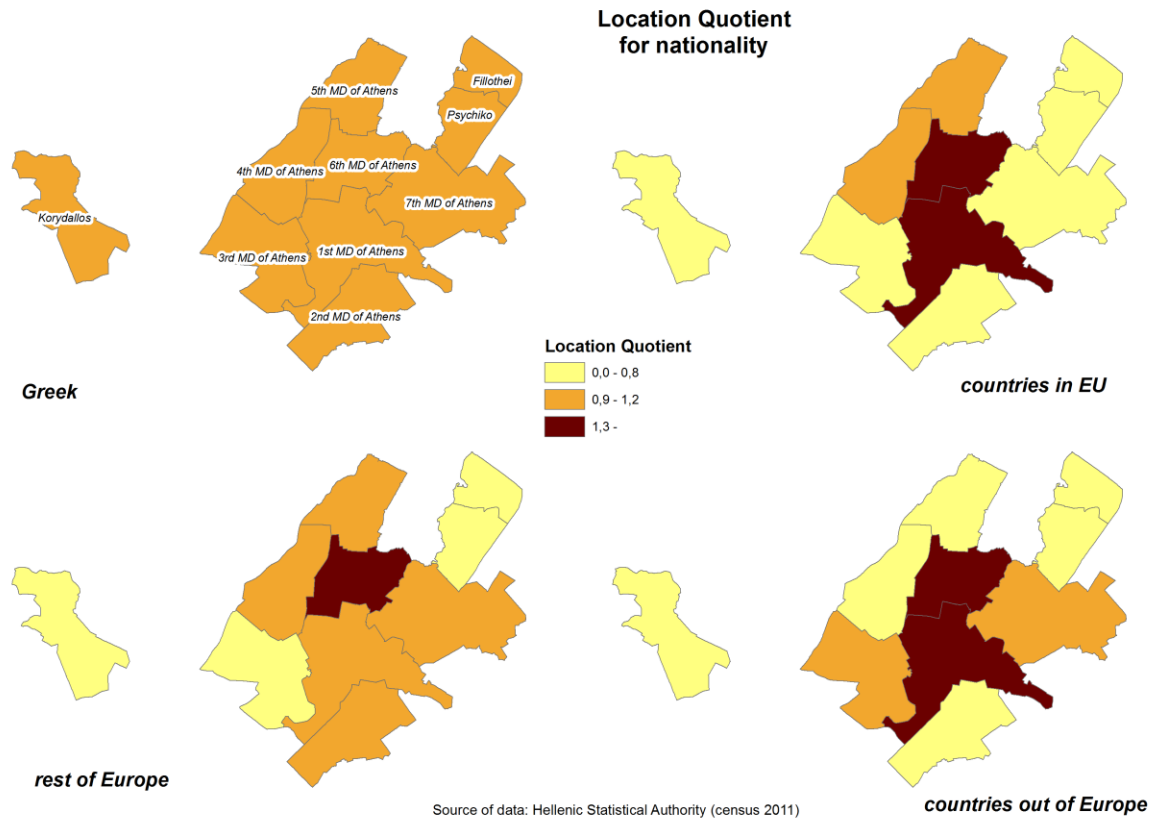 Location Quotient
for nationality
Fillothei
5th MD of Athens
Psychiko
6th MD of Athens
4th MD of Athens
7th MD of Athens
Korydallos
1st MD of Athens
3rd MD of Athens
2nd MD of Athens
Location Quotient
0,0 - 0,8
0,9 - 1,2
1,3 -
Greek
countries in EU
rest of Europe
countries out of Europe
Source of data: Hellenic Statistical Authority (census 2011)